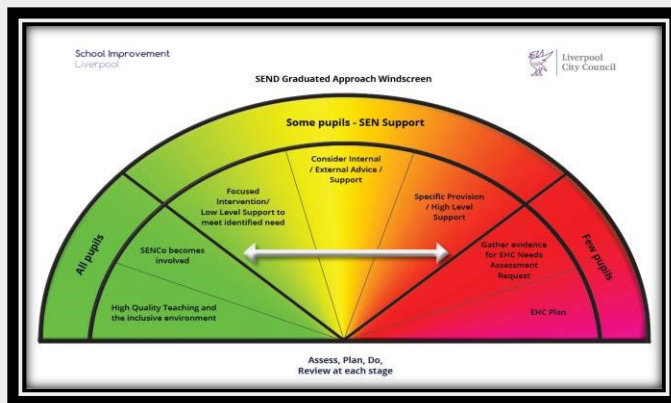 School Improvement
Liverpool
Liverpool
City Council
SEND Graduated Approach Windscreen
Some pupils - SEN Support
All pupils
Few pupils
High Quality Teaching and
the inclusive environment
SENCo becomes
involved
Focused
Intervention/
Low Level Support to
meet identified need
Consider Internal
/ External Advice /
Support
Specific Provision
/ High Level
Support
Gather evidence
for EHC Needs
Assessment
Request
EHC Plan
Assess, Plan, Do,
Review at each stage